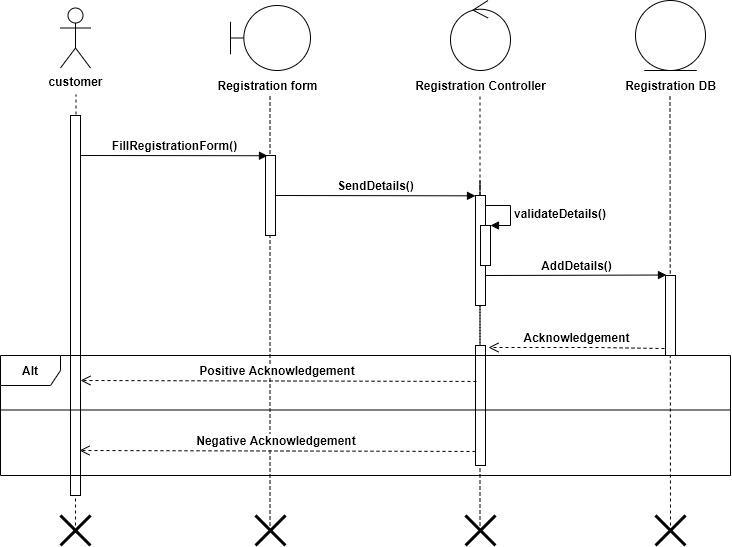 customer
Registration form
Registration Controller
Registration DB
FillRegistrationForm()
SendDetails()
validateDetails()
AddDetails()
Acknowledgement
Alt
Positive Acknowledgement
Negative Acknowledgement